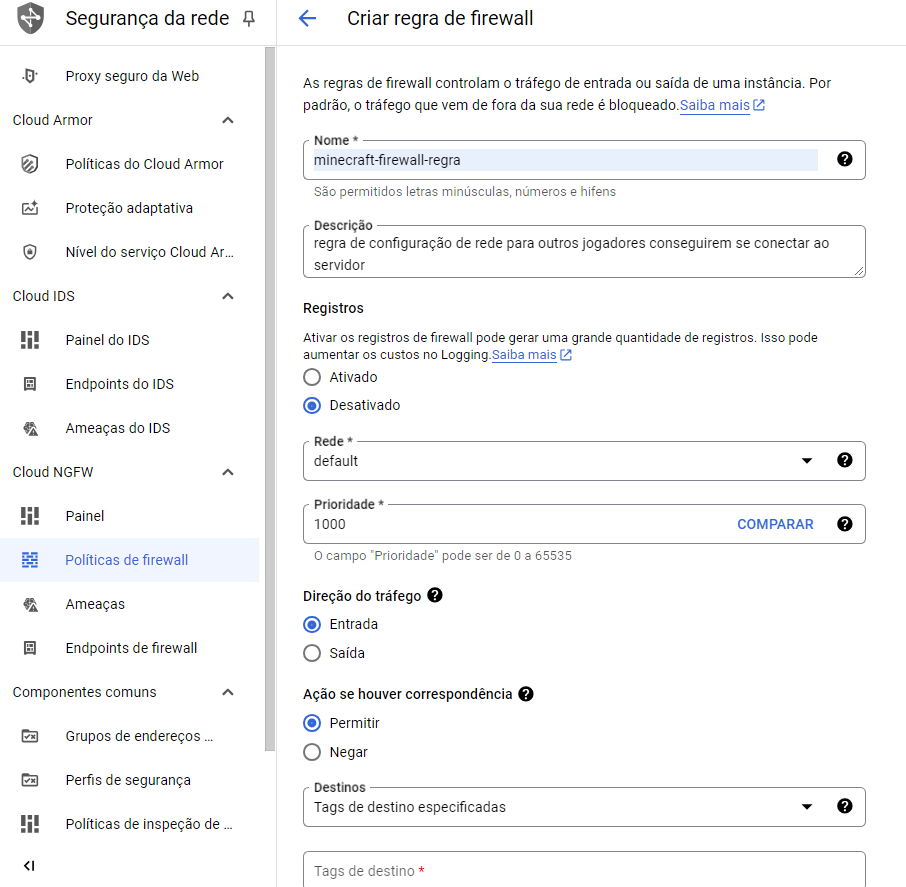 Segurança da rede
Proxy seguro da Web
Cloud Armor
Políticas do Cloud Armor
Proteção adaptativa
Nível do serviço Cloud Ar...
Cloud IDS
Painel do IDS
Endpoints do IDS
Ameaças do IDS
Cloud NGFW
Painel
Políticas de firewall
Ameaças
Endpoints de firewall
Componentes comuns
Grupos de endereços ...
Perfis de segurança
Políticas de inspeção de ...
Criar regra de firewall
As regras de firewall controlam o tráfego de entrada ou saída de uma instância. Por
padrão, o tráfego que vem de fora da sua rede é bloqueado. Saiba mais
Nome *
minecraft-firewall-regra
São permitidos letras minúsculas, números e hifens
Descrição
regra de configuração de rede para outros jogadores conseguirem se conectar ao
servidor
Registros
Ativar os registros de firewall pode gerar uma grande quantidade de registros. Isso pode
aumentar os custos no Logging. Saiba mais
Ativado
Desativado
Rede *
default
Prioridade *
1000 COMPARAR
O campo "Prioridade" pode ser de 0 a 65535
Direção do tráfego
Entrada
Saída
Ação se houver correspondência
Permitir
Negar
Destinos
Tags de destino especificadas
Tags de destino *